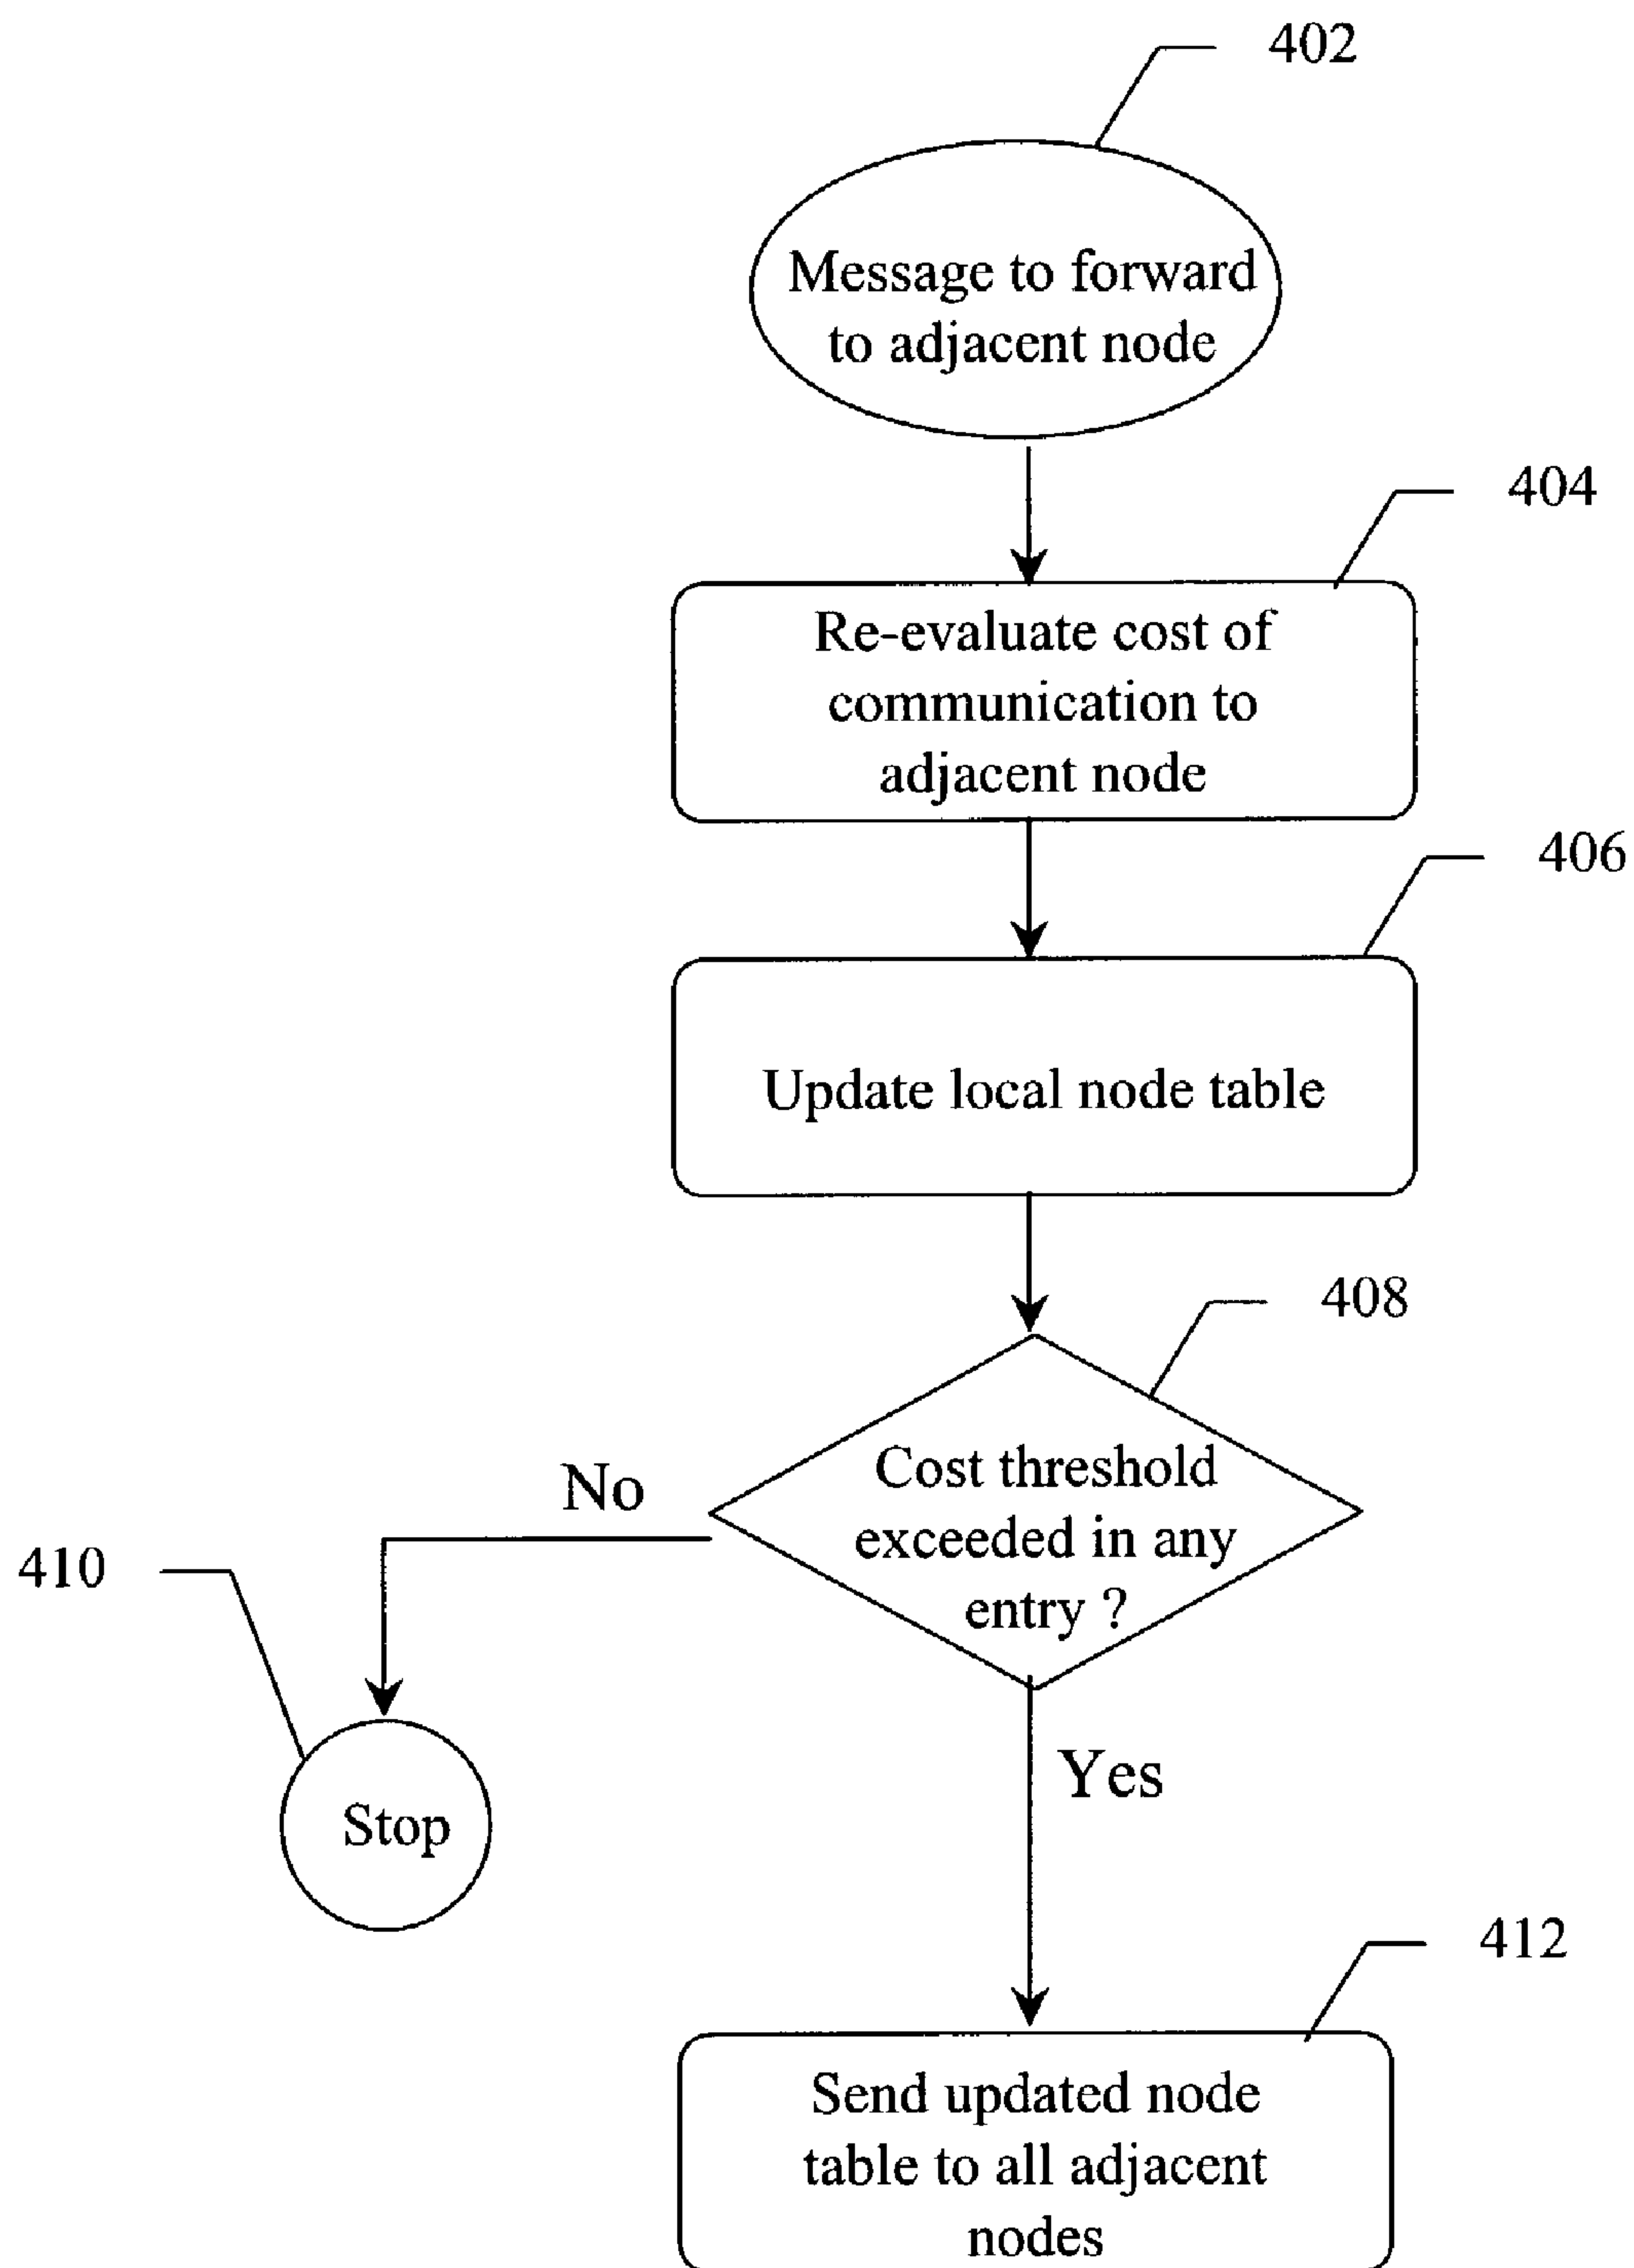 402
Message to forward
to adjacent node
404
Re-evaluate cost of
communication to
adjacent node
406
Update local node table
408
Cost threshold
exceeded in any
entry ?
No
410
Stop
Yes
412
Send updated node
table to all adjacent
nodes